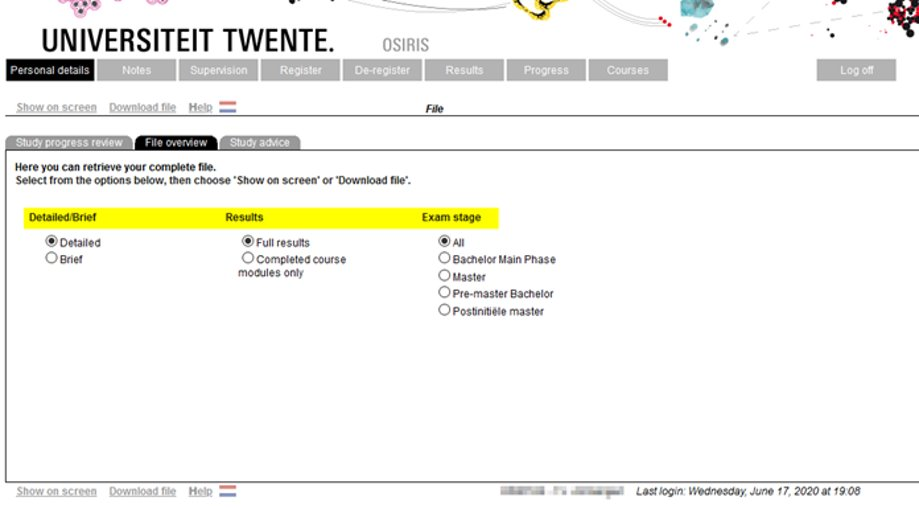 UNIVERSITEIT TWENTE. OSIRIS
Personal details Notes Supervision Register De-register Results Progress Courses Log off
Show on screen Download file Help
File
Study progress review File overview Study advice
Here you can retrieve your complete file.
Select from the options below, then choose 'Show on screen' or 'Download file'.
Detailed/Brief Results Exam stage
Detailed Full results All
Brief Completed course Bachelor Main Phase
modules only Master
Pre-master Bachelor
Postinitiële master
Show on screen Download file Help Last login: Wednesday, June 17, 2020 at 19:08